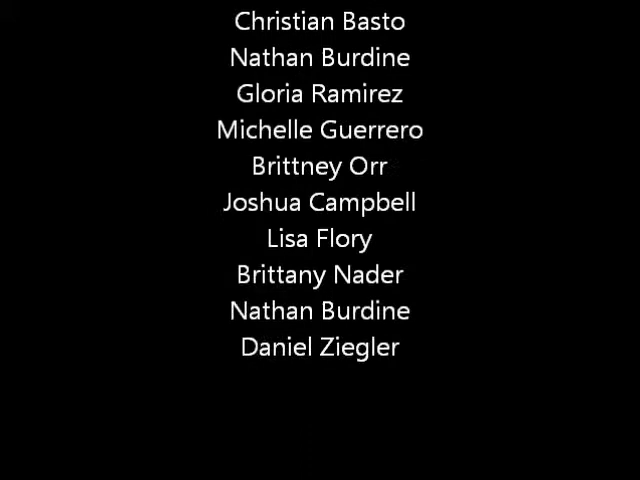 Christian Basto
Nathan Burdine
Gloria Ramirez
Michelle Guerrero
Brittney Orr
Joshua Campbell
Lisa Flory
Brittany Nader
Nathan Burdine
Daniel Ziegler